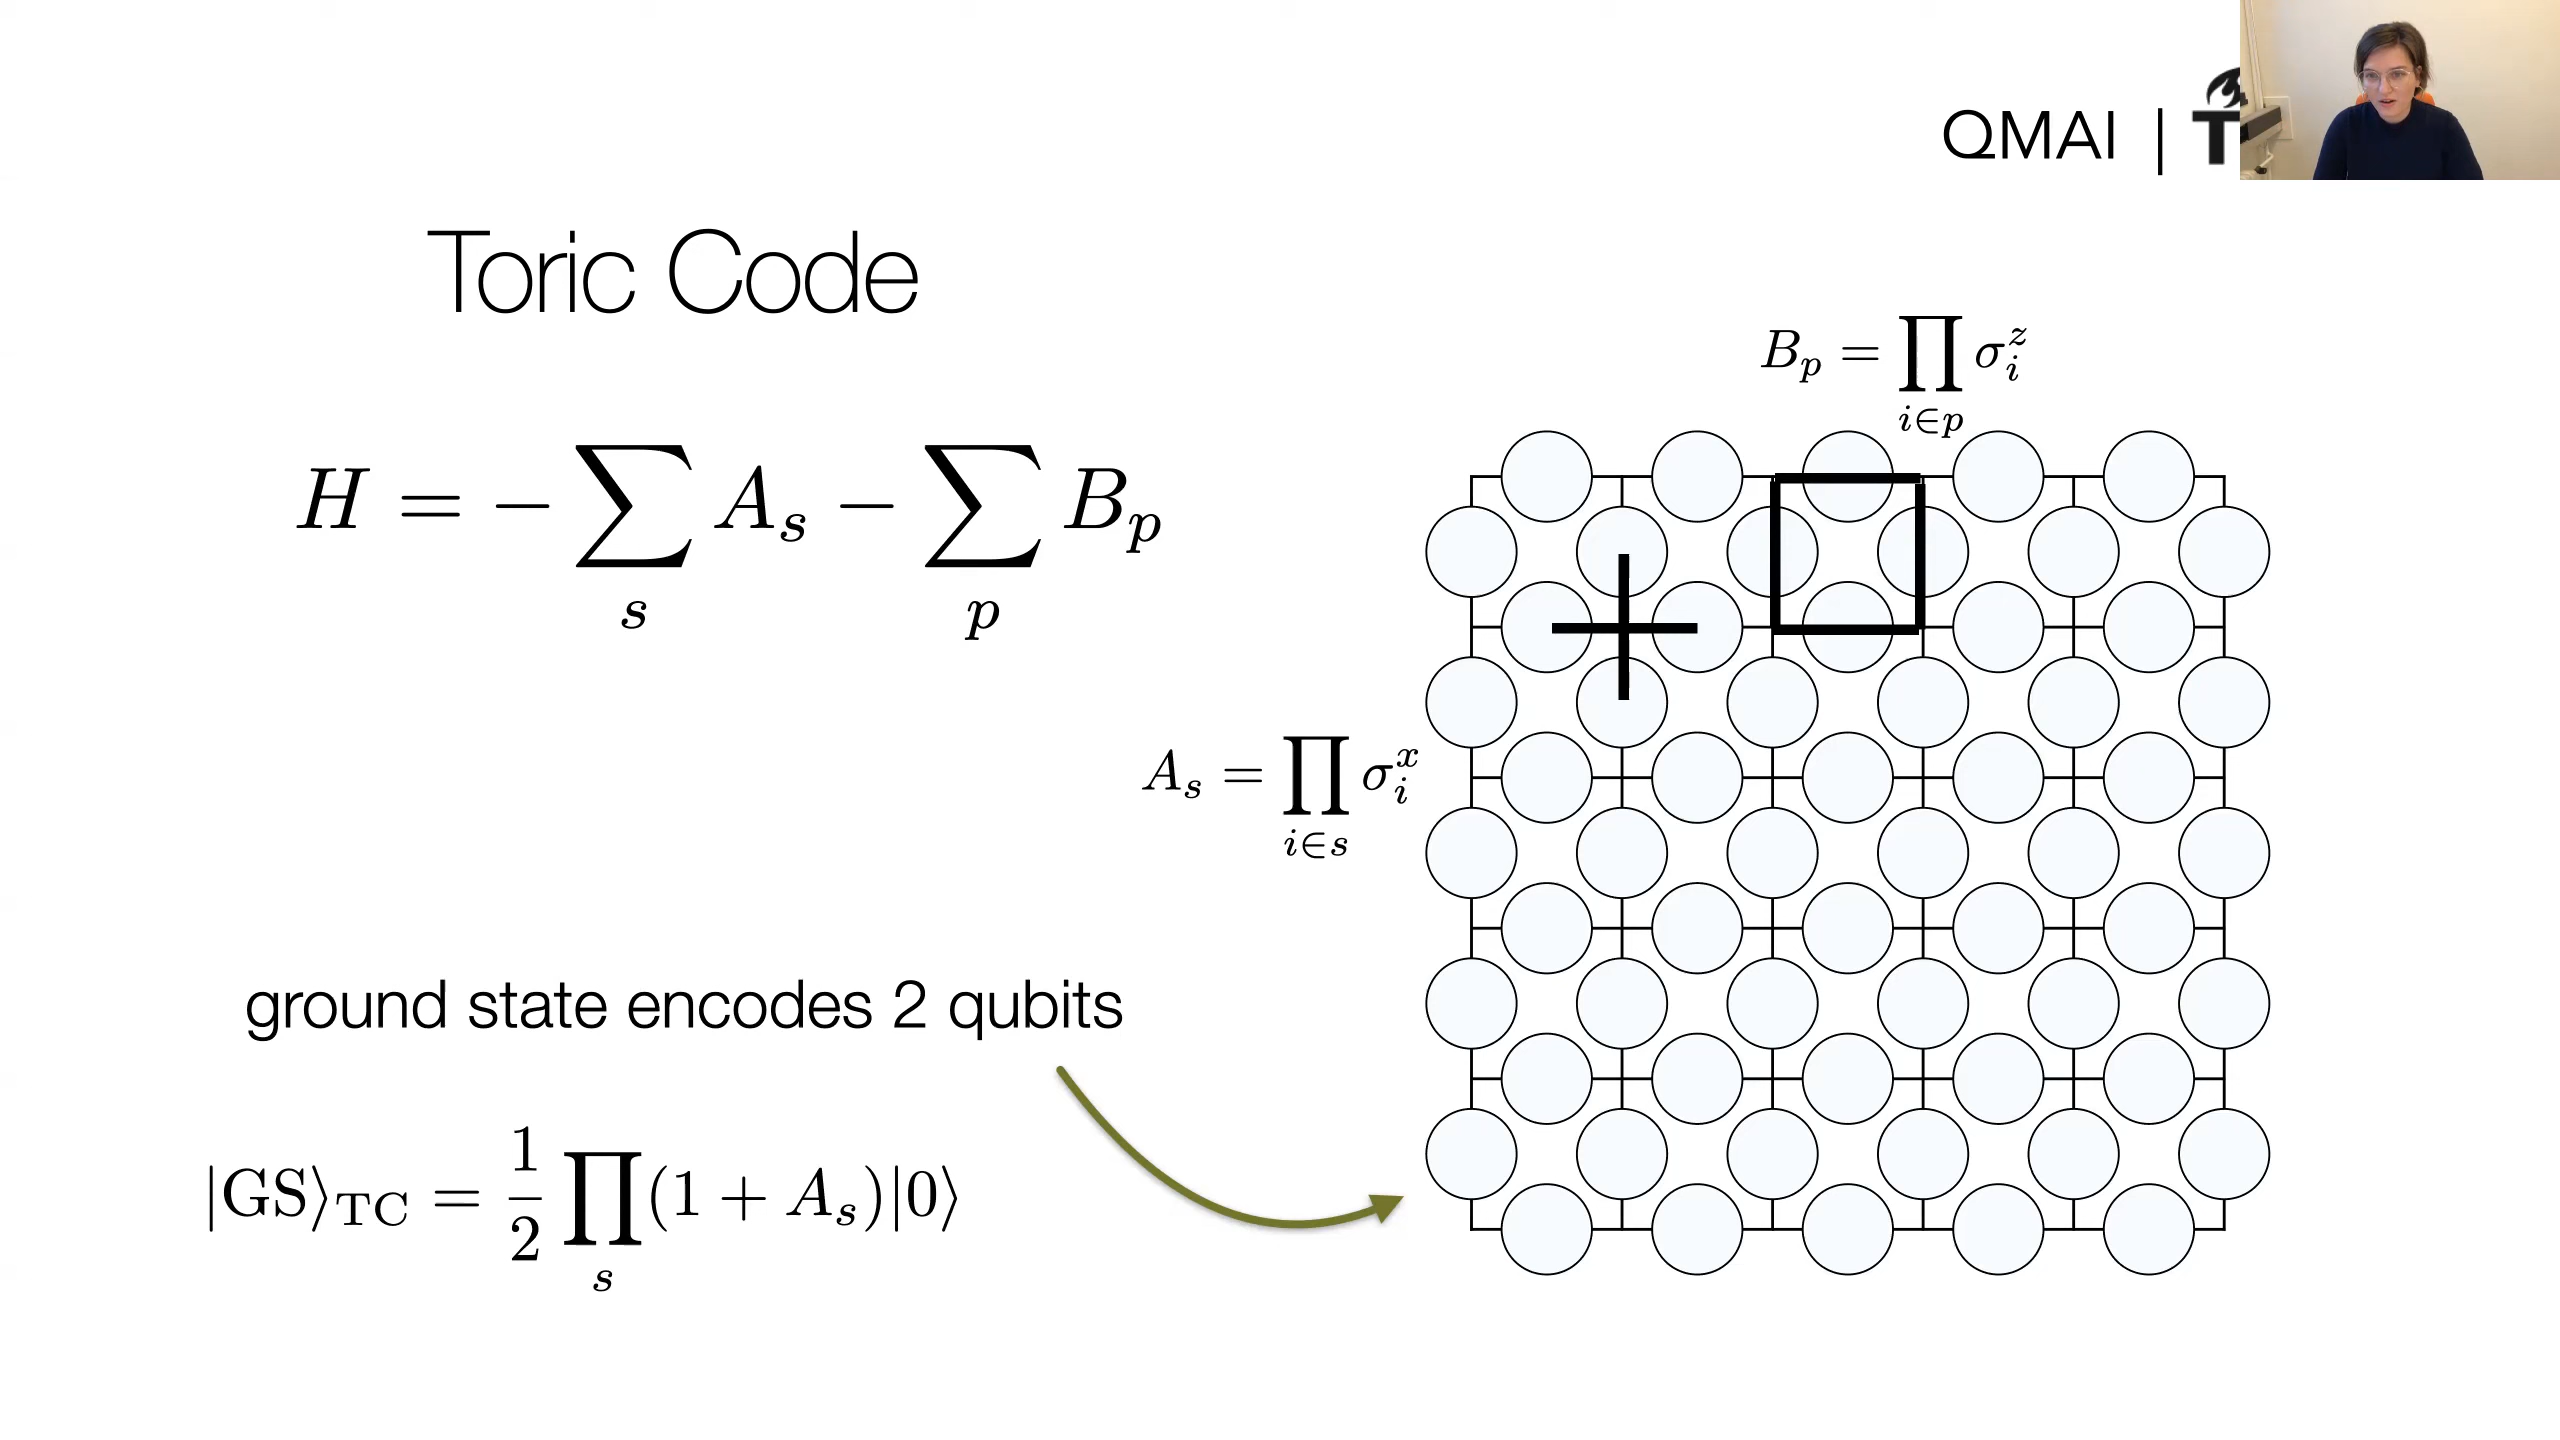 QMAI | T
Toric Code
B_p = ∏_{i∈p} σ_i^z
H = − ∑_s A_s − ∑_p B_p
A_s = ∏_{i∈s} σ_i^x
ground state encodes 2 qubits
|GS⟩_TC = 1/2 ∏_s (1 + A_s)|0⟩